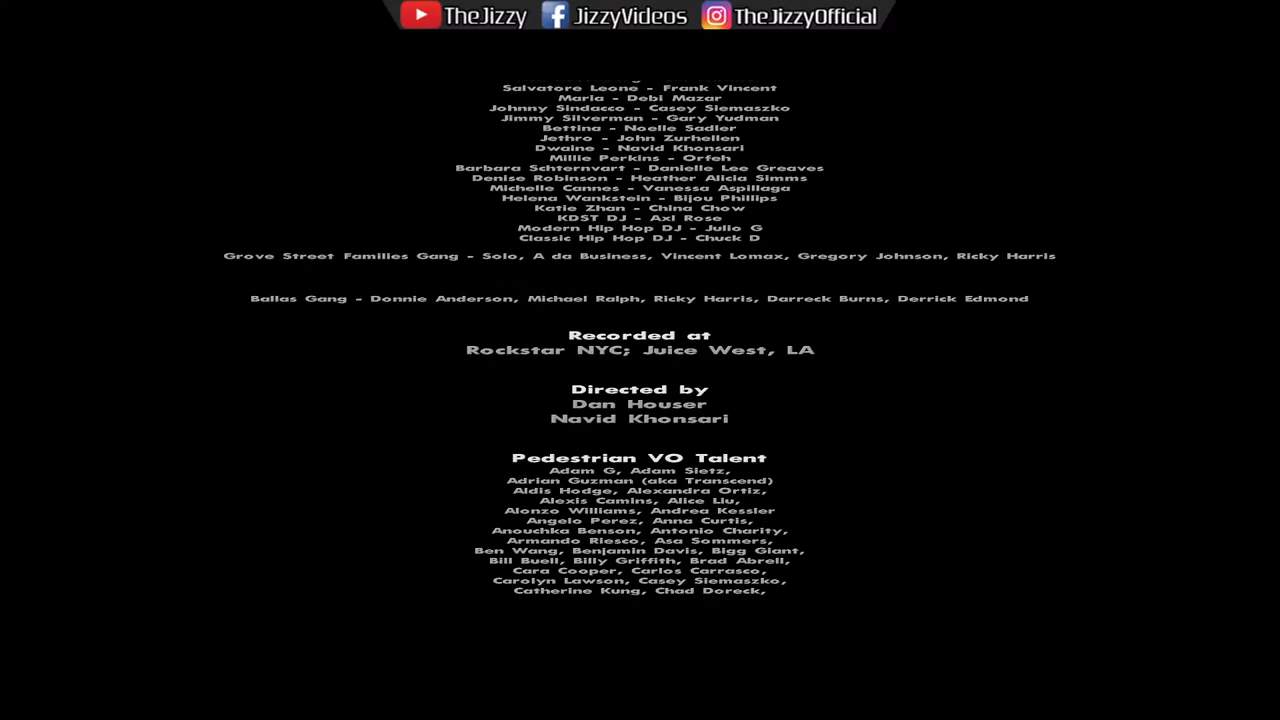 TheJizzy JizzyVideos TheJizzyOfficial
Salvatore Leone - Frank Vincent
Maria - Debi Mazar
Johnny Sindacco - Casey Siemaszko
Jimmy Silverman - Gary Yudman
Bettina - Noelle Sadler
Jethro - John Zurhellen
Dwaine - Navid Khonsari
Millie Perkins - Orfeh
Barbara Schternvart - Danielle Lee Greaves
Denise Robinson - Heather Alicia Simms
Michelle Cannes - Vanessa Aspillaga
Helena Wankstein - Bijou Phillips
Katie Zhan - China Chow
KDST DJ - Axl Rose
Modern Hip Hop DJ - Julio G
Classic Hip Hop DJ - Chuck D
Grove Street Families Gang - Solo, A da Business, Vincent Lomax, Gregory Johnson, Ricky Harris
Ballas Gang - Donnie Anderson, Michael Ralph, Ricky Harris, Darreck Burns, Derrick Edmond
Recorded at
Rockstar NYC; Juice West, LA
Directed by
Dan Houser
Navid Khonsari
Pedestrian VO Talent
Adam G, Adam Sietz,
Adrian Guzman (aka Transcend)
Aldis Hodge, Alexandra Ortiz,
Alexis Camins, Alice Liu,
Alonzo Williams, Andrea Kessler
Angelo Perez, Anna Curtis,
Anouchka Benson, Antonio Charity,
Armando Riesco, Asa Sommers,
Ben Wang, Benjamin Davis, Bigg Giant,
Bill Buell, Billy Griffith, Brad Abrell,
Cara Cooper, Carlos Carrasco,
Carolyn Lawson, Casey Siemaszko,
Catherine Kung, Chad Doreck,